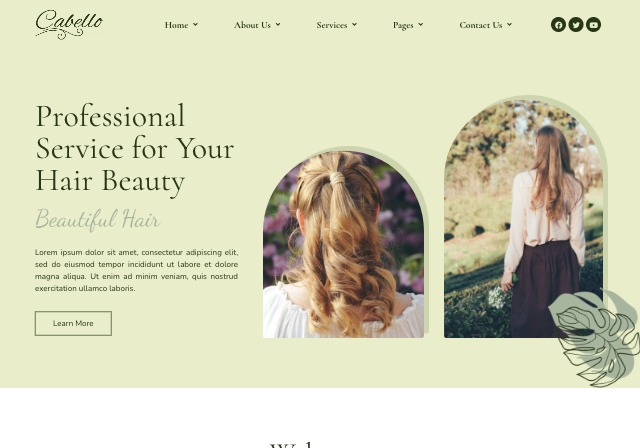 Cabello
Home
About Us
Services
Pages
Contact Us
Professional
Service for Your
Hair Beauty
Beautiful Hair
Lorem ipsum dolor sit amet, consectetur adipiscing elit,
sed do eiusmod tempor incididunt ut labore et dolore
magna aliqua. Ut enim ad minim veniam, quis nostrud
exercitation ullamco laboris.
Learn More